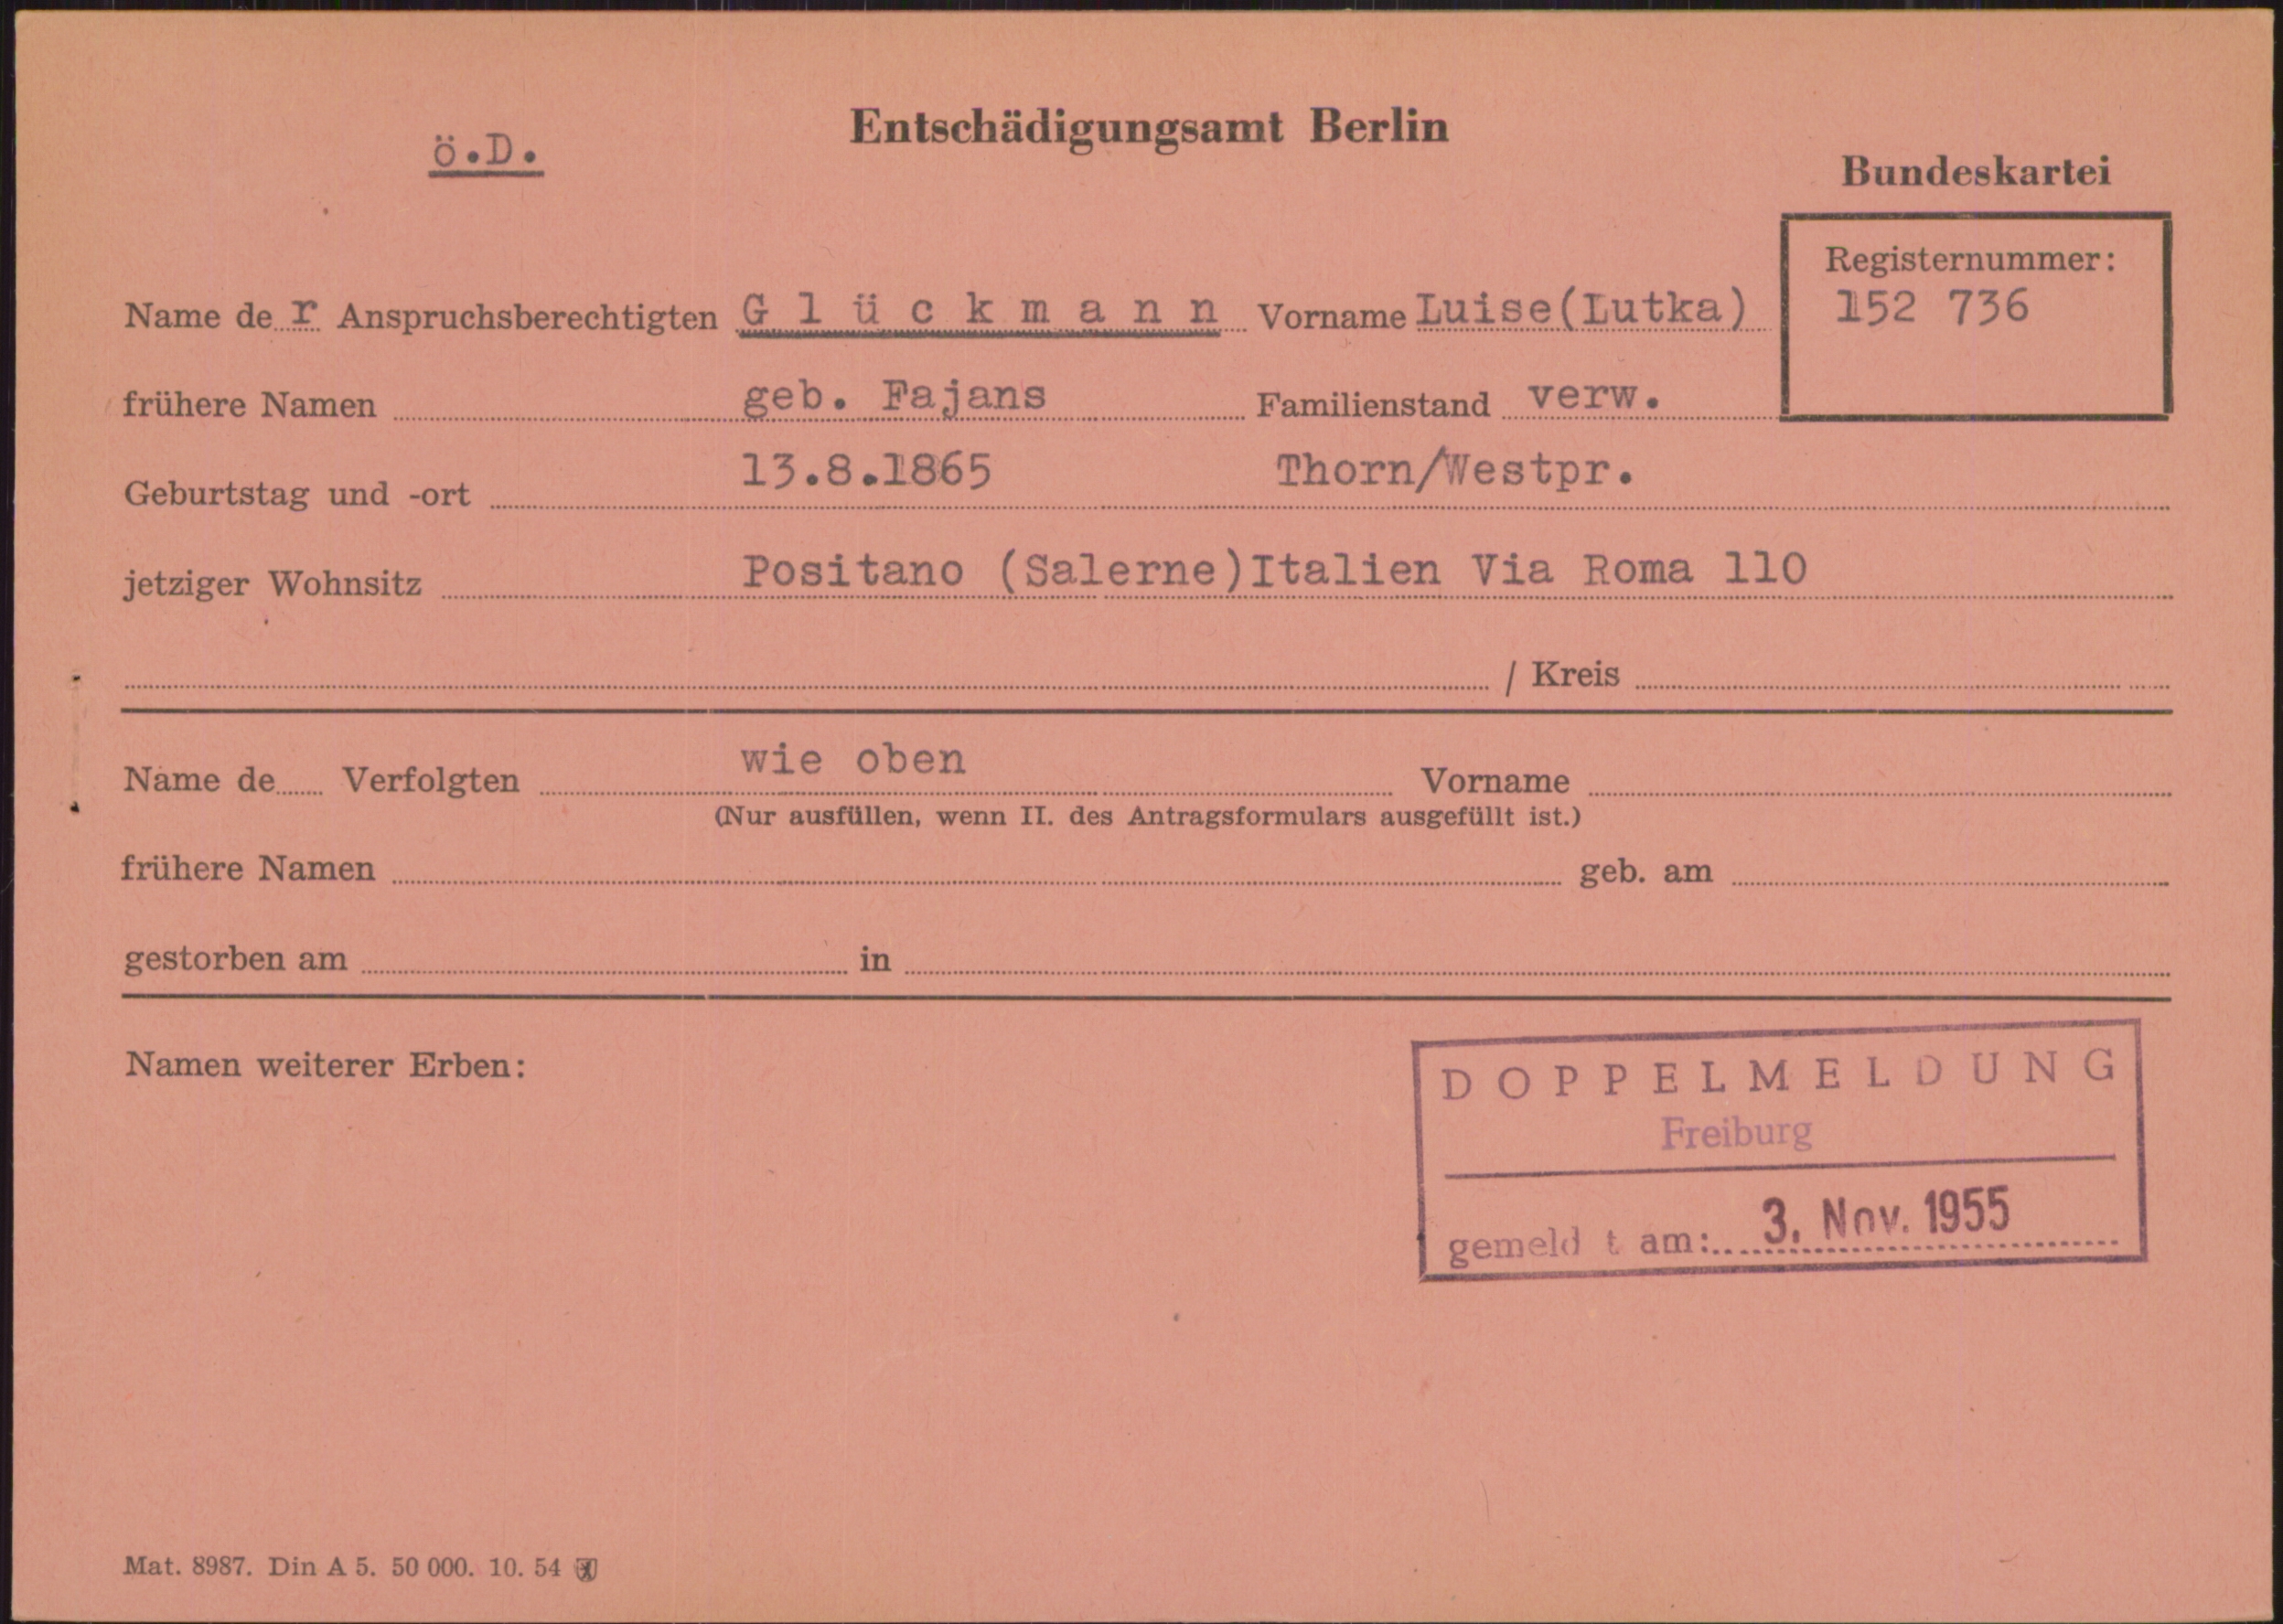 ö.D.
Entschädigungsamt Berlin
Bundeskartei
Registernummer:
152 736
Name de r Anspruchsberechtigten G l ü c k m a n n Vorname Luise(Lutka)
frühere Namen geb. Fajans Familienstand verw.
Geburtstag und -ort 13.8.1865 Thorn/Westpr.
jetziger Wohnsitz Positano (Salerne)Italien Via Roma 110
/ Kreis
Name de Verfolgten wie oben Vorname
(Nur ausfüllen, wenn II. des Antragsformulars ausgefüllt ist.)
frühere Namen geb. am
gestorben am in
Namen weiterer Erben:
DOPPELMELDUNG
Freiburg
gemeld t am: 3. Nov. 1955
Mat. 8987. Din A 5. 50 000. 10. 54